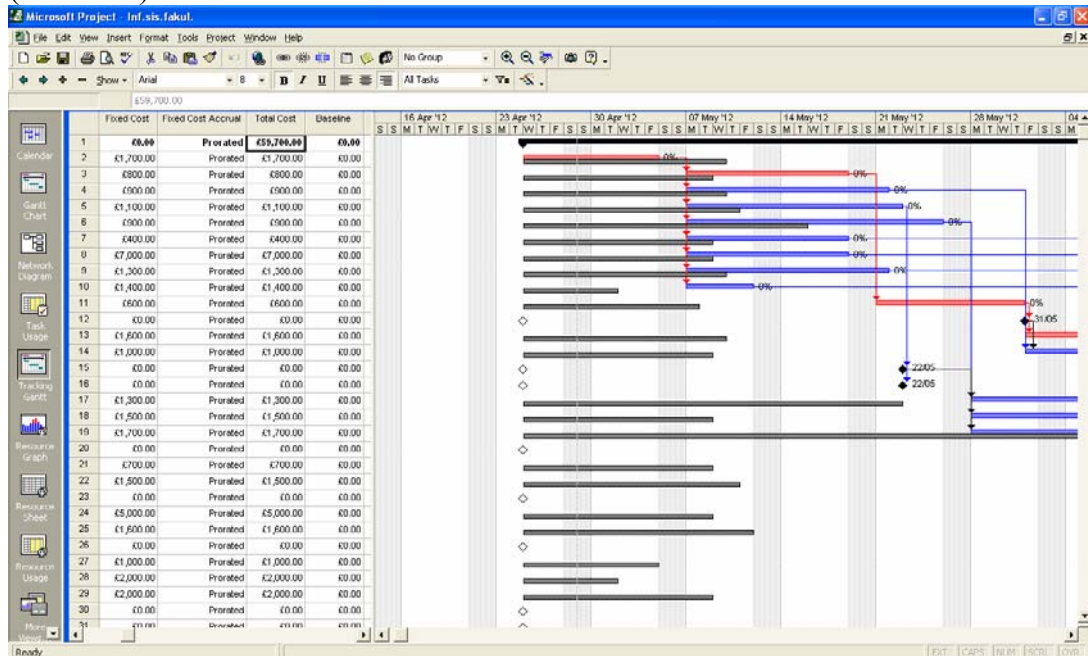 Microsoft Project - Inf.sis.fakul.
File Edit View Insert Format Tools Project Window Help
No Group
Show Arial 8 B I U All Tasks
£59,700.00
Fixed Cost Fixed Cost Accrual Total Cost Baseline
16 Apr '12 23 Apr '12 30 Apr '12 07 May '12 14 May '12 21 May '12 28 May '12 04
S S M T W T F S S M T W T F S S M T W T F S S M T W T F S S M T W T F S S M T W T F S S M T W T F S S M
1 £0.00 Prorated £59,700.00 £0.00
2 £1,700.00 Prorated £1,700.00 £0.00 0%
3 £800.00 Prorated £800.00 £0.00 0%
4 £900.00 Prorated £900.00 £0.00 0%
5 £1,100.00 Prorated £1,100.00 £0.00 0%
6 £900.00 Prorated £900.00 £0.00 0%
7 £400.00 Prorated £400.00 £0.00 0%
8 £7,000.00 Prorated £7,000.00 £0.00 0%
9 £1,300.00 Prorated £1,300.00 £0.00 0%
10 £1,400.00 Prorated £1,400.00 £0.00 0%
11 £600.00 Prorated £600.00 £0.00 0%
12 £0.00 Prorated £0.00 £0.00 31/05
13 £1,600.00 Prorated £1,600.00 £0.00
14 £1,000.00 Prorated £1,000.00 £0.00
15 £0.00 Prorated £0.00 £0.00 22/05
16 £0.00 Prorated £0.00 £0.00 22/05
17 £1,300.00 Prorated £1,300.00 £0.00
18 £1,500.00 Prorated £1,500.00 £0.00
19 £1,700.00 Prorated £1,700.00 £0.00
20 £0.00 Prorated £0.00 £0.00
21 £700.00 Prorated £700.00 £0.00
22 £1,500.00 Prorated £1,500.00 £0.00
23 £0.00 Prorated £0.00 £0.00
24 £5,000.00 Prorated £5,000.00 £0.00
25 £1,600.00 Prorated £1,600.00 £0.00
26 £0.00 Prorated £0.00 £0.00
27 £1,000.00 Prorated £1,000.00 £0.00
28 £2,000.00 Prorated £2,000.00 £0.00
29 £2,000.00 Prorated £2,000.00 £0.00
30 £0.00 Prorated £0.00 £0.00
31 £0.00 Prorated £0.00 £0.00
Calendar
Gantt
Chart
Network
Diagram
Task
Usage
Tracking
Gantt
Resource
Graph
Resource
Sheet
Resource
Usage
More
Views...
Ready
EXT CAPS NUM SCRL OVR